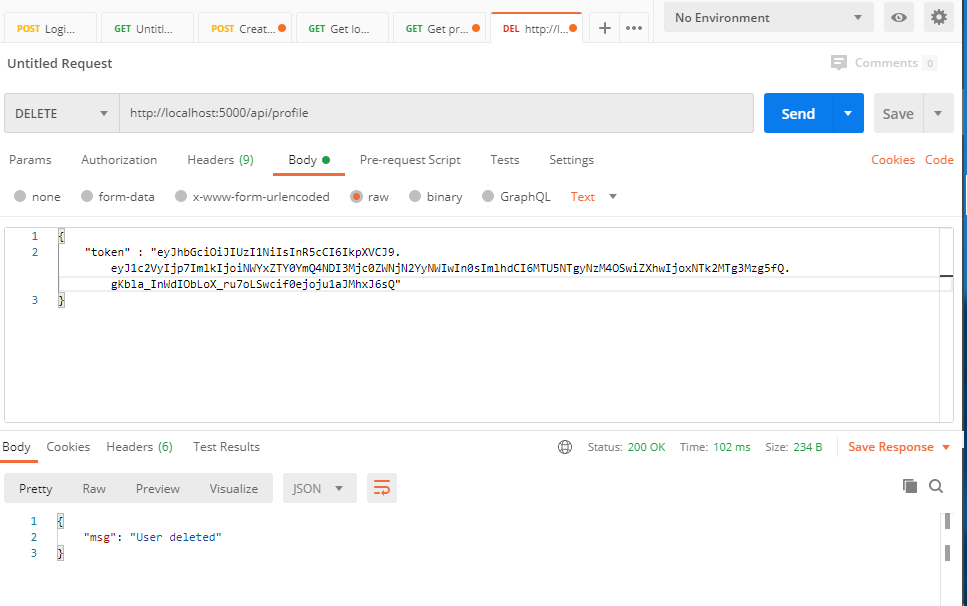 POST Logi... GET Untitl... POST Creat... GET Get lo... GET Get pr... DEL http://l... + ••• No Environment
Untitled Request Comments 0
DELETE http://localhost:5000/api/profile Send Save
Params Authorization Headers (9) Body Pre-request Script Tests Settings Cookies Code
none form-data x-www-form-urlencoded raw binary GraphQL Text
1 {
2 "token" : "eyJhbGciOiJIUzI1NiIsInR5cCI6IkpXVCJ9.
eyJ1c2VyIjp7ImlkIjoiNWYxZTY0YmQ4NDI3Mjc0ZWNjN2YyNWIwIn0sImlhdCI6MTU5NTgyNzM4OSwiZXhwIjoxNTk2MTg3Mzg5fQ.
gKbla_InWdIObLoX_ru7oLSwcif0ejoju1aJMhxJ6sQ"
3 }
Body Cookies Headers (6) Test Results Status: 200 OK Time: 102 ms Size: 234 B Save Response
Pretty Raw Preview Visualize JSON
1 {
2 "msg": "User deleted"
3 }